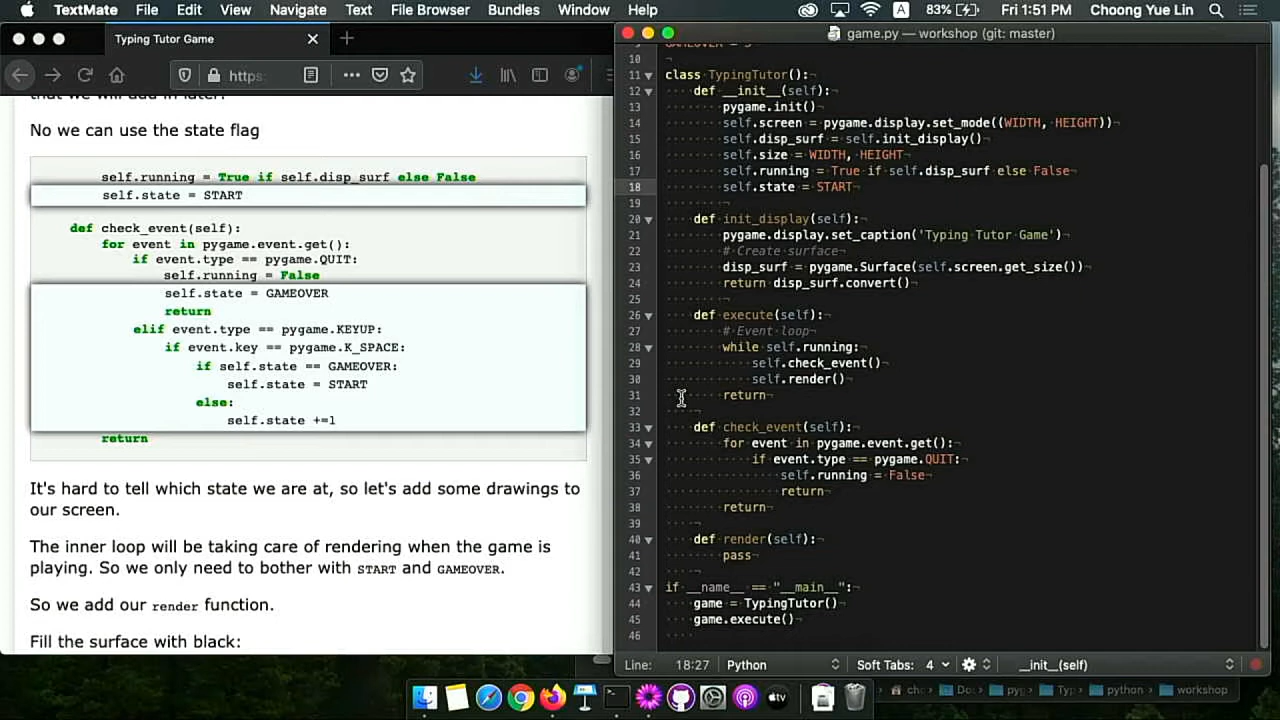 TextMate File Edit View Navigate Text File Browser Bundles Window Help A 83% Fri 1:51 PM Choong Yue Lin
Typing Tutor Game
https:
that we will add in later.
No we can use the state flag
self.running = True if self.disp_surf else False
self.state = START
def check_event(self):
for event in pygame.event.get():
if event.type == pygame.QUIT:
self.running = False
self.state = GAMEOVER
return
elif event.type == pygame.KEYUP:
if event.key == pygame.K_SPACE:
if self.state == GAMEOVER:
self.state = START
else:
self.state +=1
return
It's hard to tell which state we are at, so let's add some drawings to
our screen.
The inner loop will be taking care of rendering when the game is
playing. So we only need to bother with START and GAMEOVER.
So we add our render function.
Fill the surface with black:
game.py — workshop (git: master)
9 GAMEOVER = 3
10
11 class TypingTutor():
12 def __init__(self):
13 pygame.init()
14 self.screen = pygame.display.set_mode((WIDTH, HEIGHT))
15 self.disp_surf = self.init_display()
16 self.size = WIDTH, HEIGHT
17 self.running = True if self.disp_surf else False
18 self.state = START
19
20 def init_display(self):
21 pygame.display.set_caption('Typing Tutor Game')
22 # Create surface
23 disp_surf = pygame.Surface(self.screen.get_size())
24 return disp_surf.convert()
25
26 def execute(self):
27 # Event loop
28 while self.running:
29 self.check_event()
30 self.render()
31 return
32
33 def check_event(self):
34 for event in pygame.event.get():
35 if event.type == pygame.QUIT:
36 self.running = False
37 return
38 return
39
40 def render(self):
41 pass
42
43 if __name__ == "__main__":
44 game = TypingTutor()
45 game.execute()
46
Line: 18:27 Python Soft Tabs: 4 __init__(self)
tv
python workshop